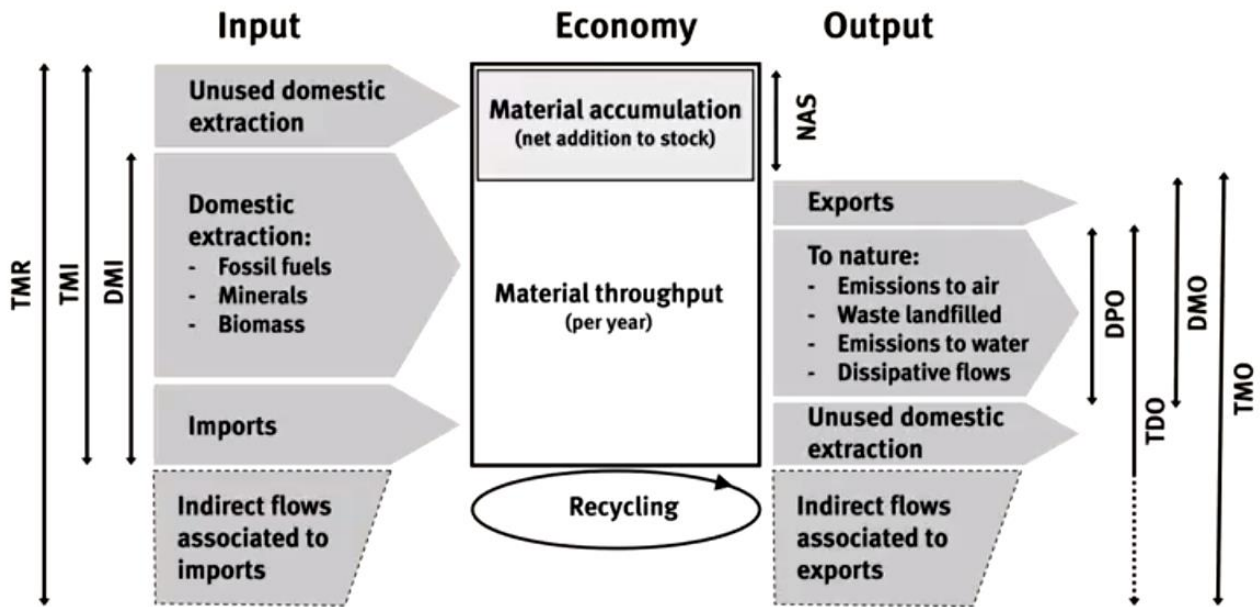 Input
Economy
Output
TMR
TMI
DMI
Unused domestic
extraction
Domestic
extraction:
- Fossil fuels
- Minerals
- Biomass
Imports
Indirect flows
associated to
imports
Material accumulation
(net addition to stock)
Material throughput
(per year)
Recycling
NAS
Exports
To nature:
- Emissions to air
- Waste landfilled
- Emissions to water
- Dissipative flows
Unused domestic
extraction
Indirect flows
associated to
exports
DPO
TDO
DMO
TMO